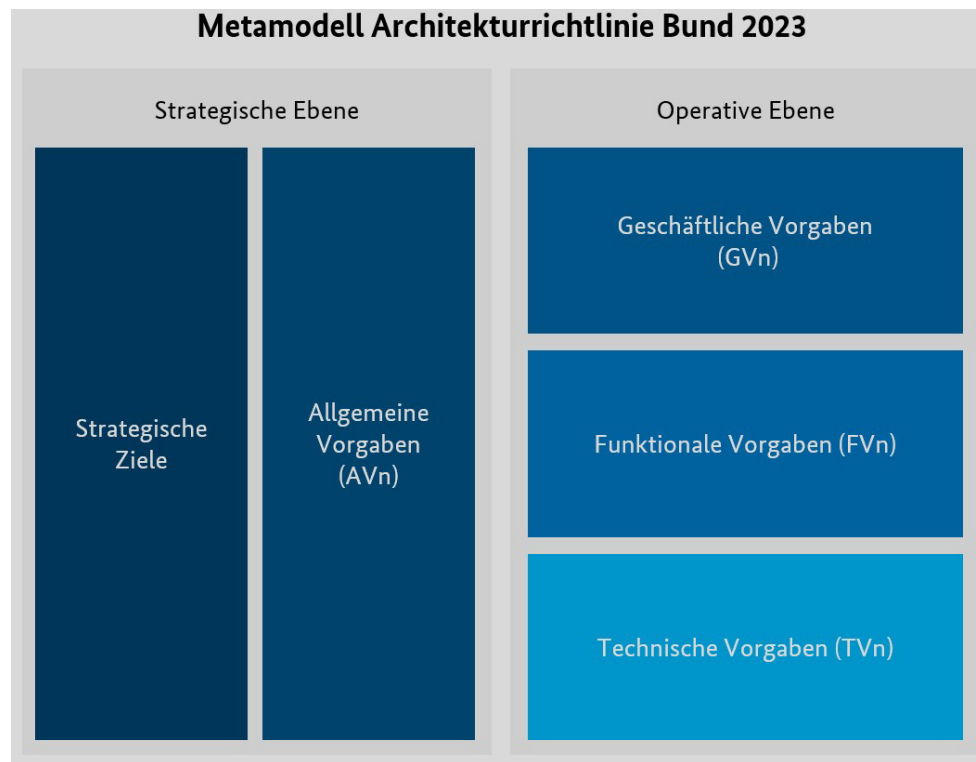 Metamodell Architekturrichtlinie Bund 2023
Strategische Ebene
Strategische
Ziele
Allgemeine
Vorgaben
(AVn)
Operative Ebene
Geschäftliche Vorgaben
(GVn)
Funktionale Vorgaben (FVn)
Technische Vorgaben (TVn)